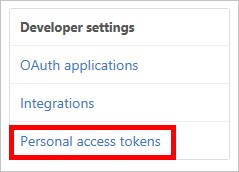 Developer settings
OAuth applications
Integrations
Personal access tokens